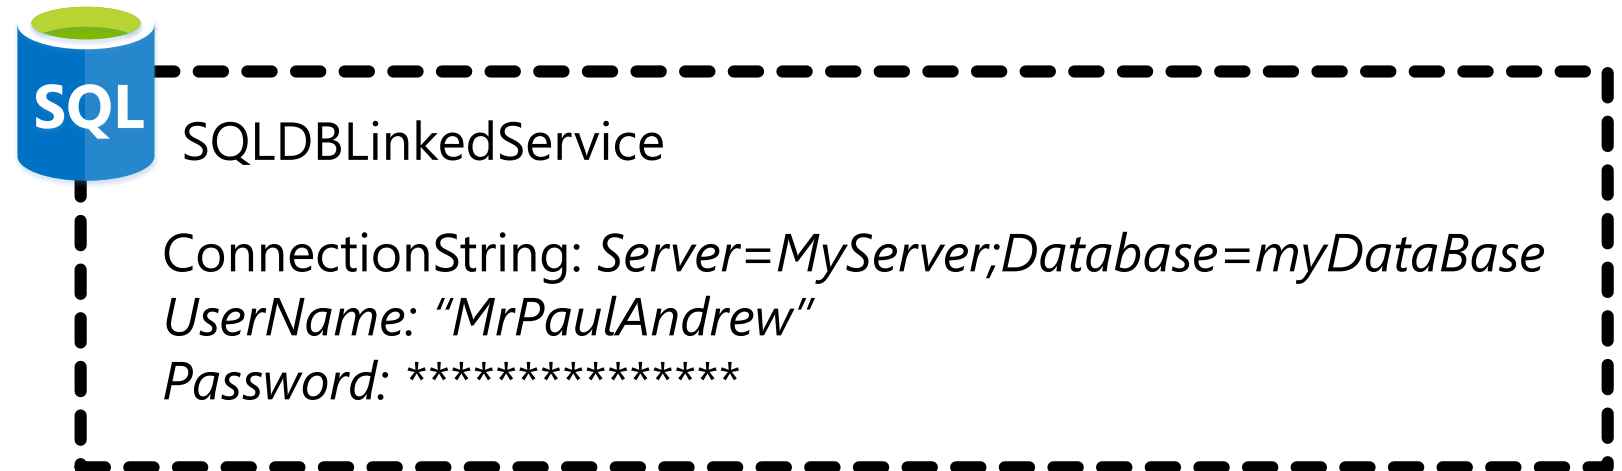 SQL
SQLDBLinkedService
ConnectionString: Server=MyServer;Database=myDataBase
UserName: “MrPaulAndrew”
Password: ***************